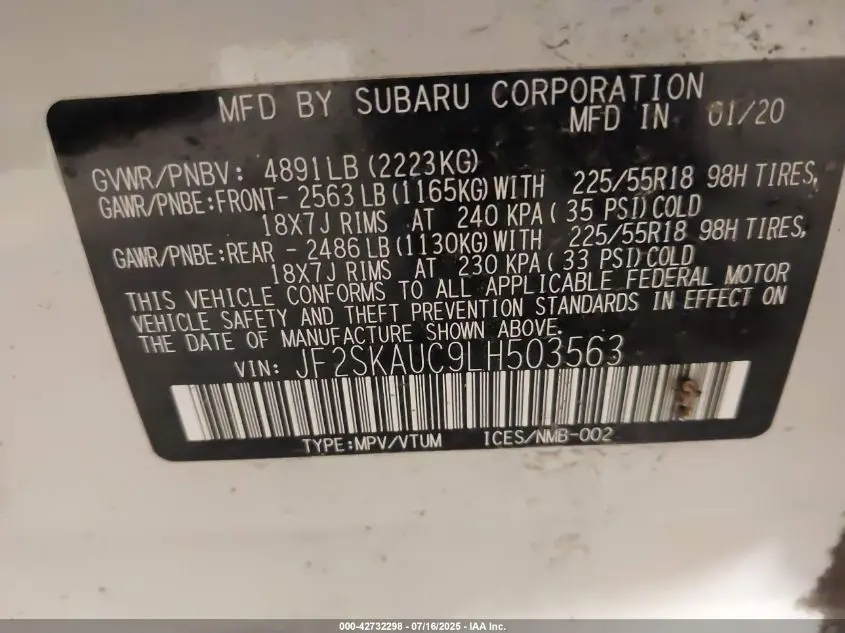 MFD BY SUBARU CORPORATION
MFD IN 01/20
GVWR/PNBV: 4891LB(2223KG)
GAWR/PNBE:FRONT- 2563LB(1165KG)WITH 225/55R18 98H TIRES,
18X7J RIMS AT 240 KPA( 35 PSI)COLD
GAWR/PNBE:REAR - 2486LB(1130KG)WITH 225/55R18 98H TIRES,
18X7J RIMS AT 230 KPA( 33 PSI)COLD
THIS VEHICLE CONFORMS TO ALL APPLICABLE FEDERAL MOTOR
VEHICLE SAFETY AND THEFT PREVENTION STANDARDS IN EFFECT ON
THE DATE OF MANUFACTURE SHOWN ABOVE.
VIN: JF2SKAUC9LH503563
TYPE:MPV/VTUM ICES/NMB-002
000-42732298 - 07/16/2025 - IAA Inc.